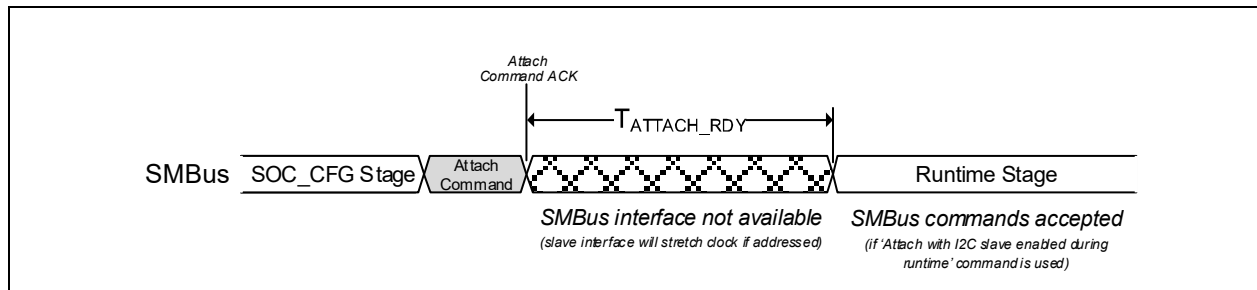 Attach
Command ACK
TATTACH_RDY
SMBus
SOC_CFG Stage
Attach
Command
Runtime Stage
SMBus interface not available
(slave interface will stretch clock if addressed)
SMBus commands accepted
(if 'Attach with I2C slave enabled during
runtime' command is used)